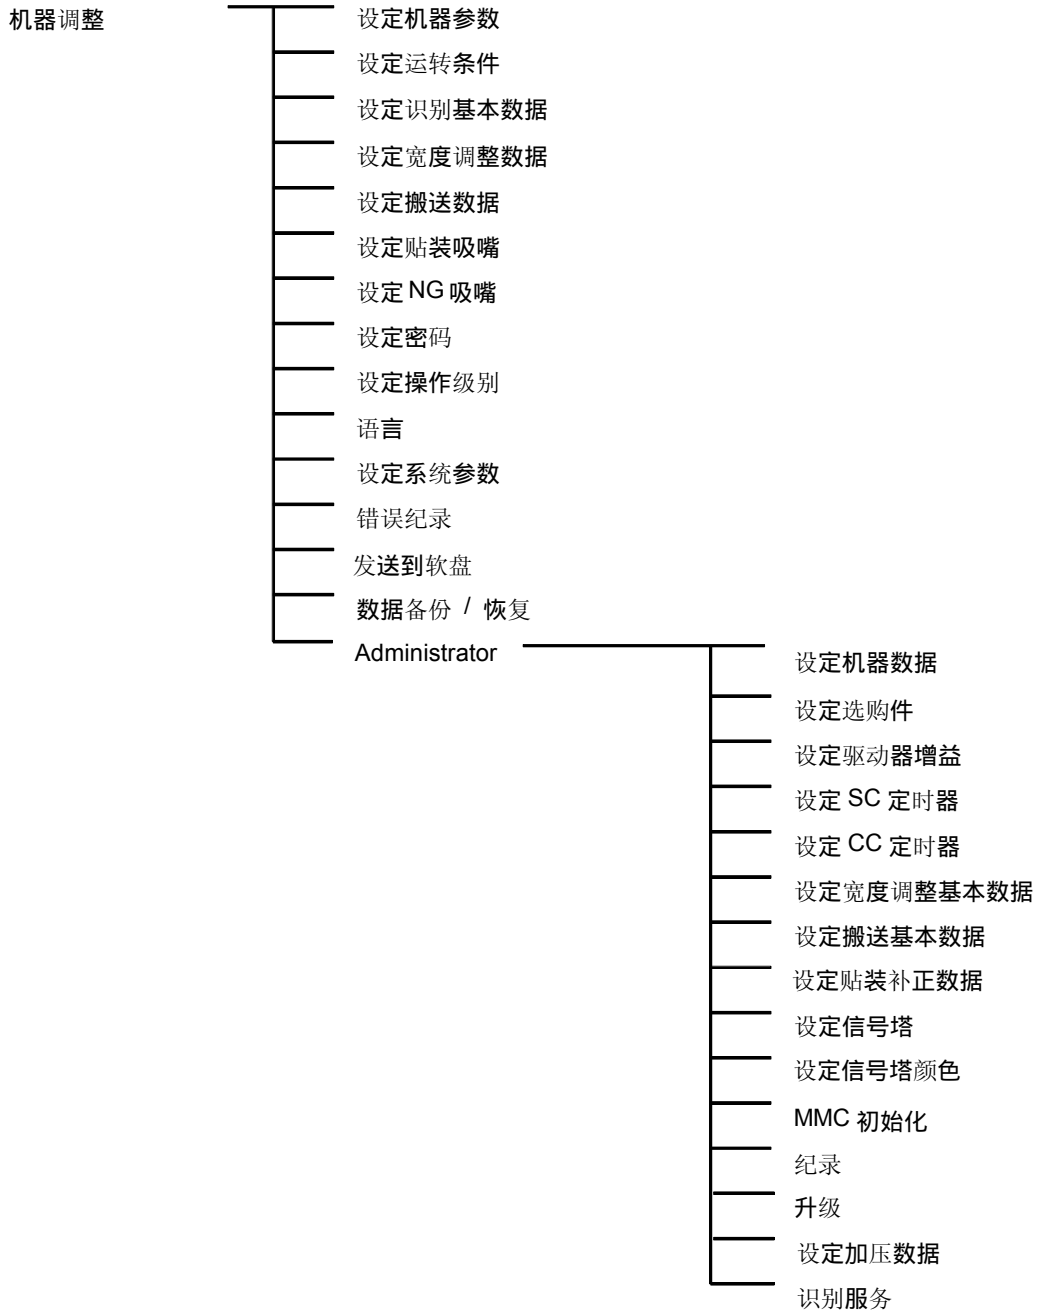 机器调整
设定机器参数
设定运转条件
设定识别基本数据
设定宽度调整数据
设定搬送数据
设定贴装吸嘴
设定 NG 吸嘴
设定密码
设定操作级别
语言
设定系统参数
错误纪录
发送到软盘
数据备份 / 恢复
Administrator
设定机器数据
设定选购件
设定驱动器增益
设定 SC 定时器
设定 CC 定时器
设定宽度调整基本数据
设定搬送基本数据
设定贴装补正数据
设定信号塔
设定信号塔颜色
MMC 初始化
纪录
升级
设定加压数据
识别服务